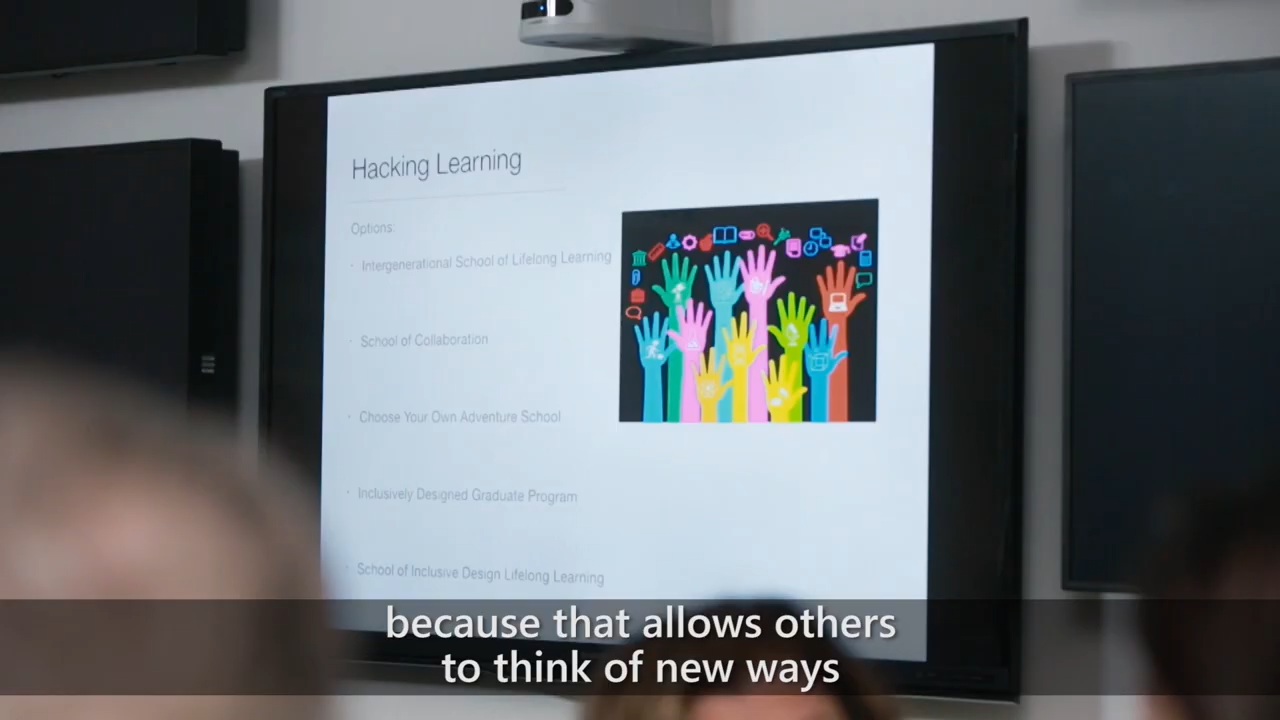 Hacking Learning
Options:
· Intergenerational School of Lifelong Learning
· School of Collaboration
· Choose Your Own Adventure School
· Inclusively Designed Graduate Program
· School of Inclusive Design Lifelong Learning
because that allows others
to think of new ways